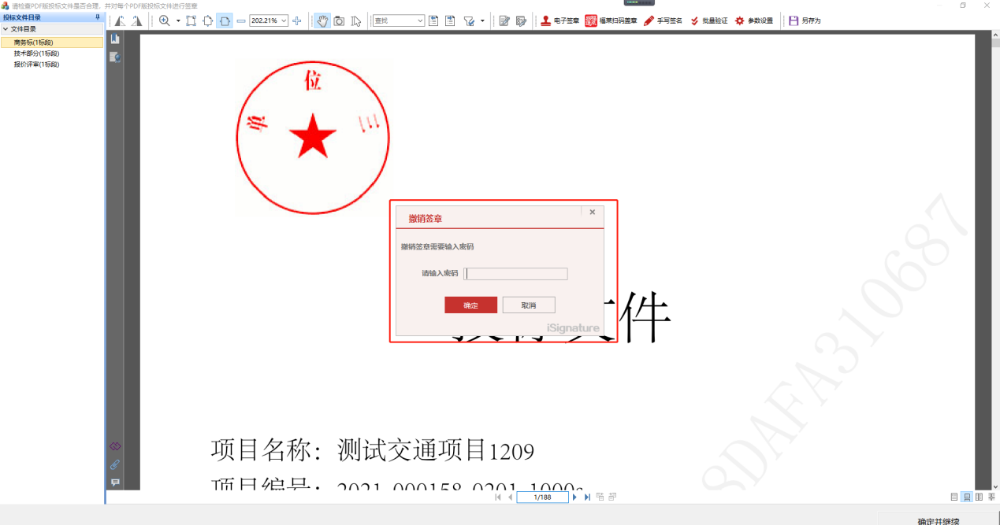 请检查PDF版投标文件是否合理，并对每个PDF版投标文件进行签章
投标文件目录
文件目录
商务标(1标段)
技术部分(1标段)
报价评审(1标段)
202.21%
查找
电子签章
福莱扫码盖章
手写签名
批量验证
参数设置
另存为
单位
撤销签章
撤销签章需要输入密码
请输入密码
确定
取消
iSignature
文件
项目名称：测试交通项目1209
项目编号：2021-000158-0201-1000
8DAFA310687
1/188
确定并继续